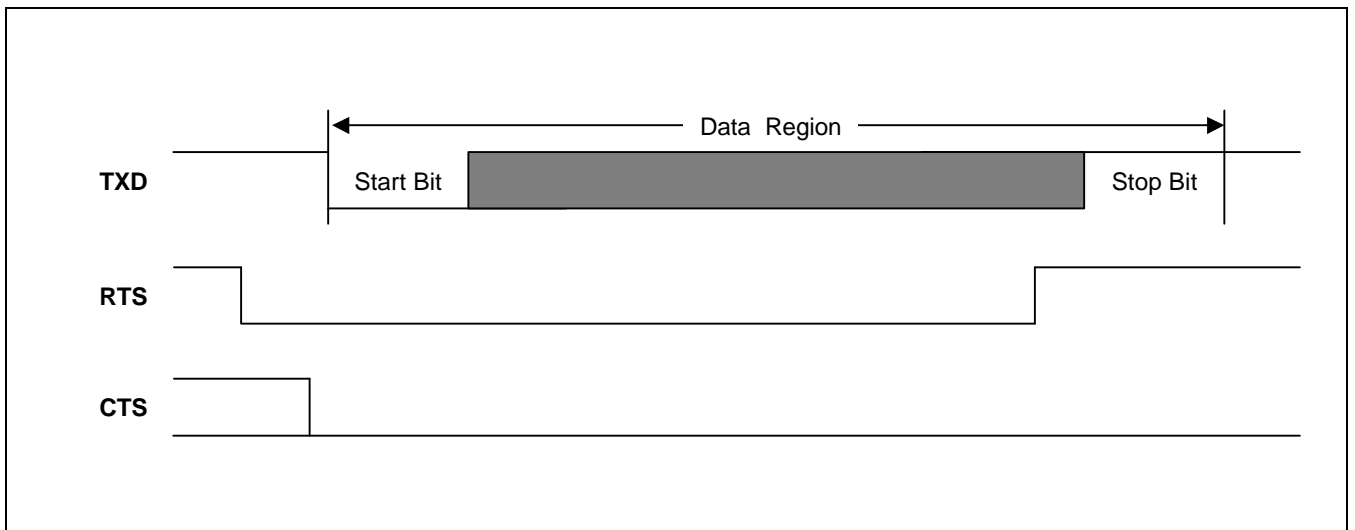 Data Region
TXD
Start Bit
Stop Bit
RTS
CTS